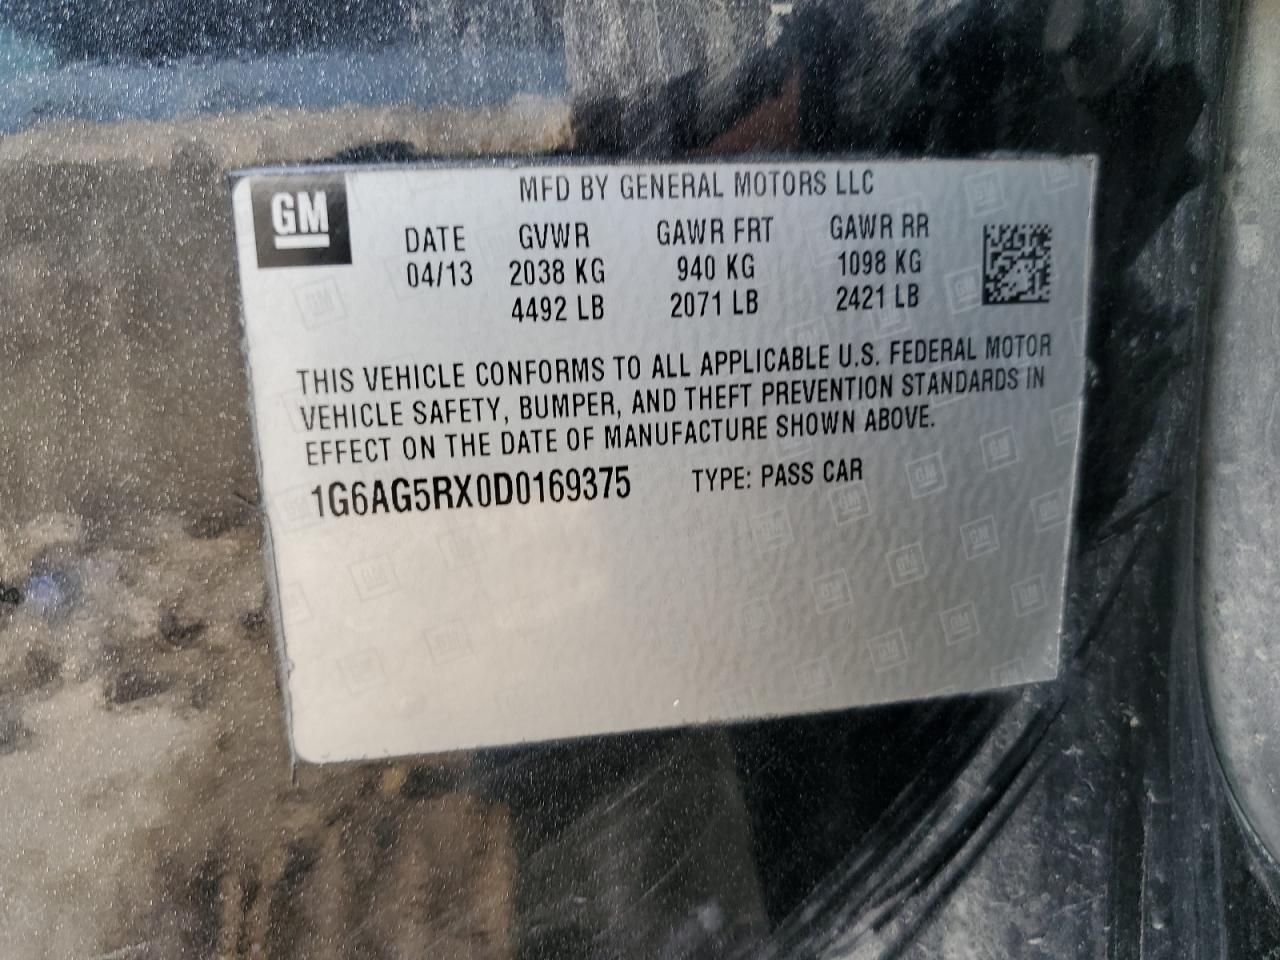 GM
MFD BY GENERAL MOTORS LLC
DATE GVWR GAWR FRT GAWR RR
04/13 2038 KG 940 KG 1098 KG
4492 LB 2071 LB 2421 LB
THIS VEHICLE CONFORMS TO ALL APPLICABLE U.S. FEDERAL MOTOR
VEHICLE SAFETY, BUMPER, AND THEFT PREVENTION STANDARDS IN
EFFECT ON THE DATE OF MANUFACTURE SHOWN ABOVE.
1G6AG5RX0D0169375 TYPE: PASS CAR